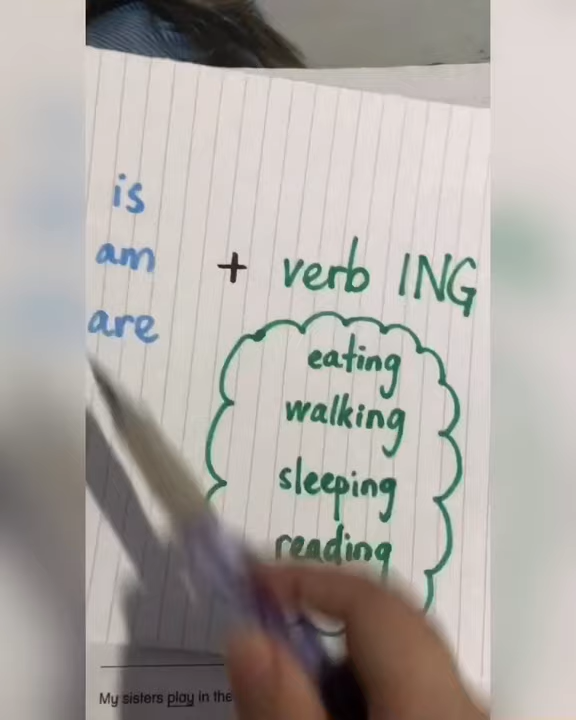 is
am
are
+ verb ING
eating
walking
sleeping
reading
My sisters play in the